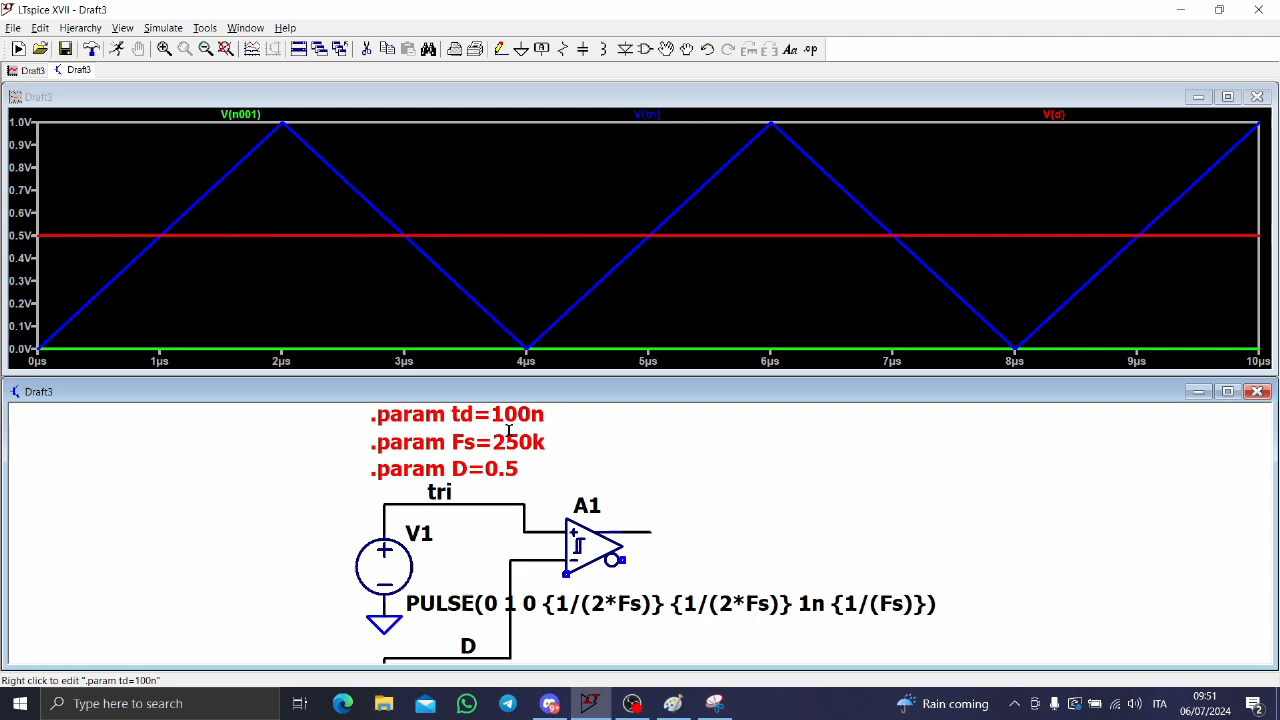 LTspice XVII - Draft3
File Edit Hierarchy View Simulate Tools Window Help
Draft3 Draft3
Draft3
V(n001) V(tri) V(d)
1.0V
0.9V
0.8V
0.7V
0.6V
0.5V
0.4V
0.3V
0.2V
0.1V
0.0V
0µs 1µs 2µs 3µs 4µs 5µs 6µs 7µs 8µs 9µs 10µs
Draft3
.param td=100n
.param Fs=250k
.param D=0.5
tri
A1
V1
PULSE(0 1 0 {1/(2*Fs)} {1/(2*Fs)} 1n {1/(Fs)})
D
Right click to edit ".param td=100n"
Type here to search
Rain coming
ITA
09:51
06/07/2024
2